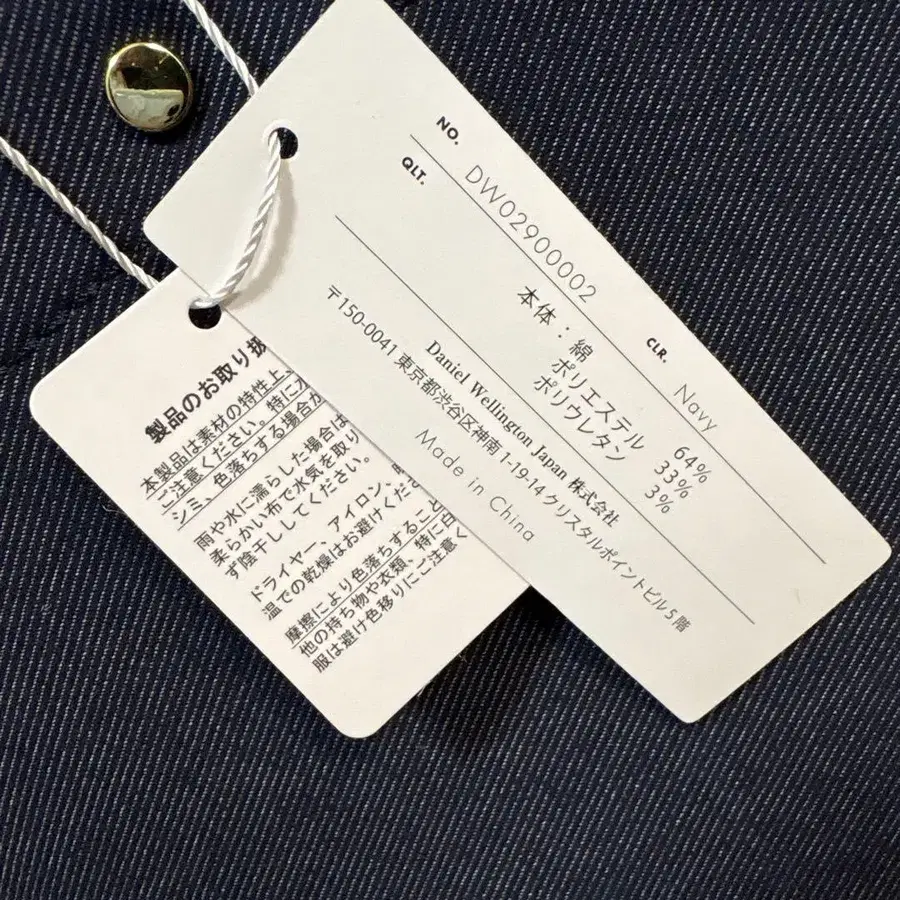 NO. DW02900002
CLR. Navy
QLT.
本体： 綿 64%
ポリエステル 33%
ポリウレタン 3%
Daniel Wellington Japan 株式会社
〒150-0041 東京都渋谷区神南 1-19-14 クリスタルポイントビル 5 階
Made in China
製品のお取り扱
本製品は素材の特性上、
ご注意ください。特に水
シミ、色落ちする場合が
雨や水に濡らした場合は
柔らかい布で水気を取り
ず陰干ししてください。
ドライヤー、アイロン、
温での乾燥はお避けくださ
摩擦により色落ちすること
他の持ち物や衣類、特に凸
服は避け色移りにご注意く